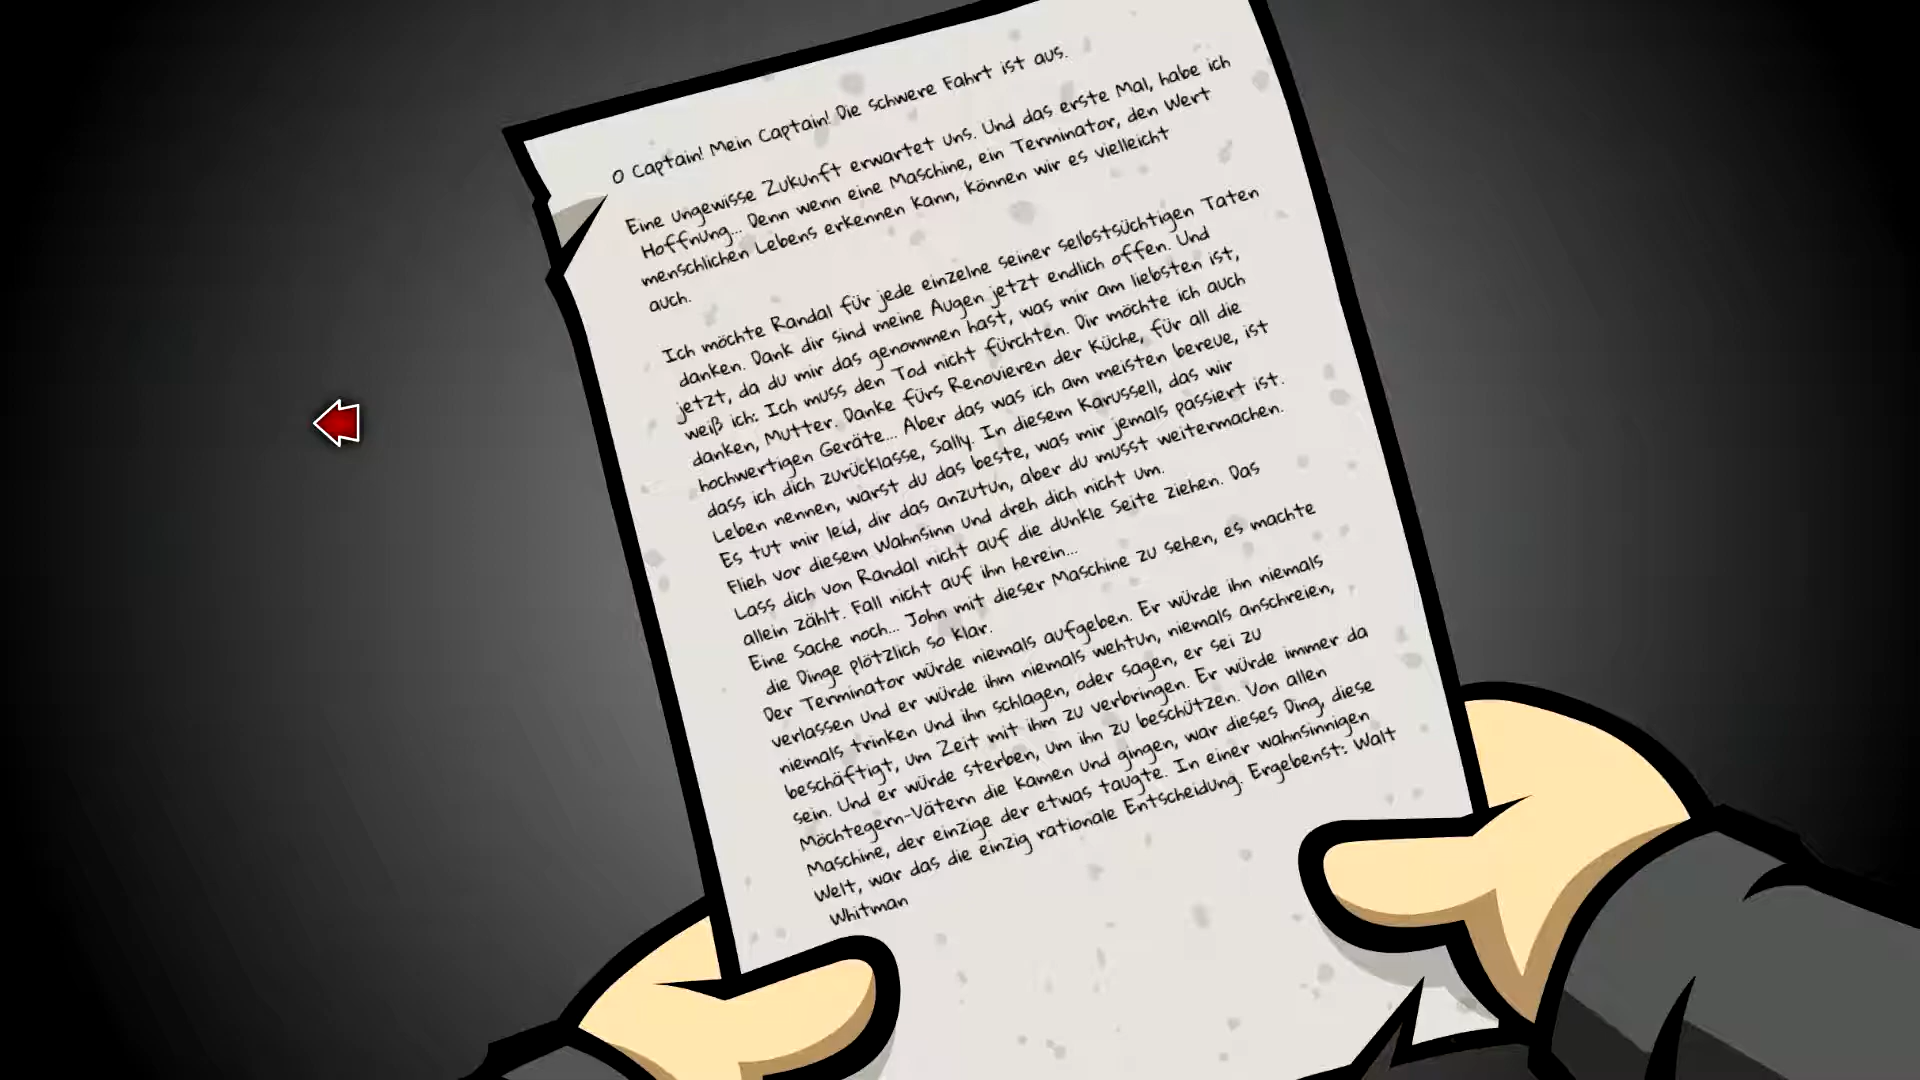 O Captain! Mein Captain! Die schwere Fahrt ist aus.
Eine ungewisse Zukunft erwartet uns. Und das erste Mal, habe ich
Hoffnung... Denn wenn eine Maschine, ein Terminator, den Wert
menschlichen Lebens erkennen kann, können wir es vielleicht
auch.
Ich möchte Randal für jede einzelne seiner selbstsüchtigen Taten
danken. Dank dir sind meine Augen jetzt endlich offen. Und
jetzt, da du mir das genommen hast, was mir am liebsten ist,
weiß ich: Ich muss den Tod nicht fürchten. Dir möchte ich auch
danken, Mutter. Danke fürs Renovieren der Küche, für all die
hochwertigen Geräte... Aber das was ich am meisten bereue, ist
dass ich dich zurücklasse, Sally. In diesem Karussell, das wir
Leben nennen, warst du das beste, was mir jemals passiert ist.
Es tut mir leid, dir das anzutun, aber du musst weitermachen.
Flieh vor diesem Wahnsinn und dreh dich nicht um.
Lass dich von Randal nicht auf die dunkle Seite ziehen. Das
allein zählt. Fall nicht auf ihn herein...
Eine Sache noch... John mit dieser Maschine zu sehen, es machte
die Dinge plötzlich so klar.
Der Terminator würde niemals aufgeben. Er würde ihn niemals
verlassen und er würde ihm niemals wehtun, niemals anschreien,
niemals trinken und ihn schlagen, oder sagen, er sei zu
beschäftigt, um Zeit mit ihm zu verbringen. Er würde immer da
sein. Und er würde sterben, um ihn zu beschützen. Von allen
Möchtegern-Vätern die kamen und gingen, war dieses Ding, diese
Maschine, der einzige der etwas taugte. In einer wahnsinnigen
Welt, war das die einzig rationale Entscheidung. Ergebenst: Walt
Whitman